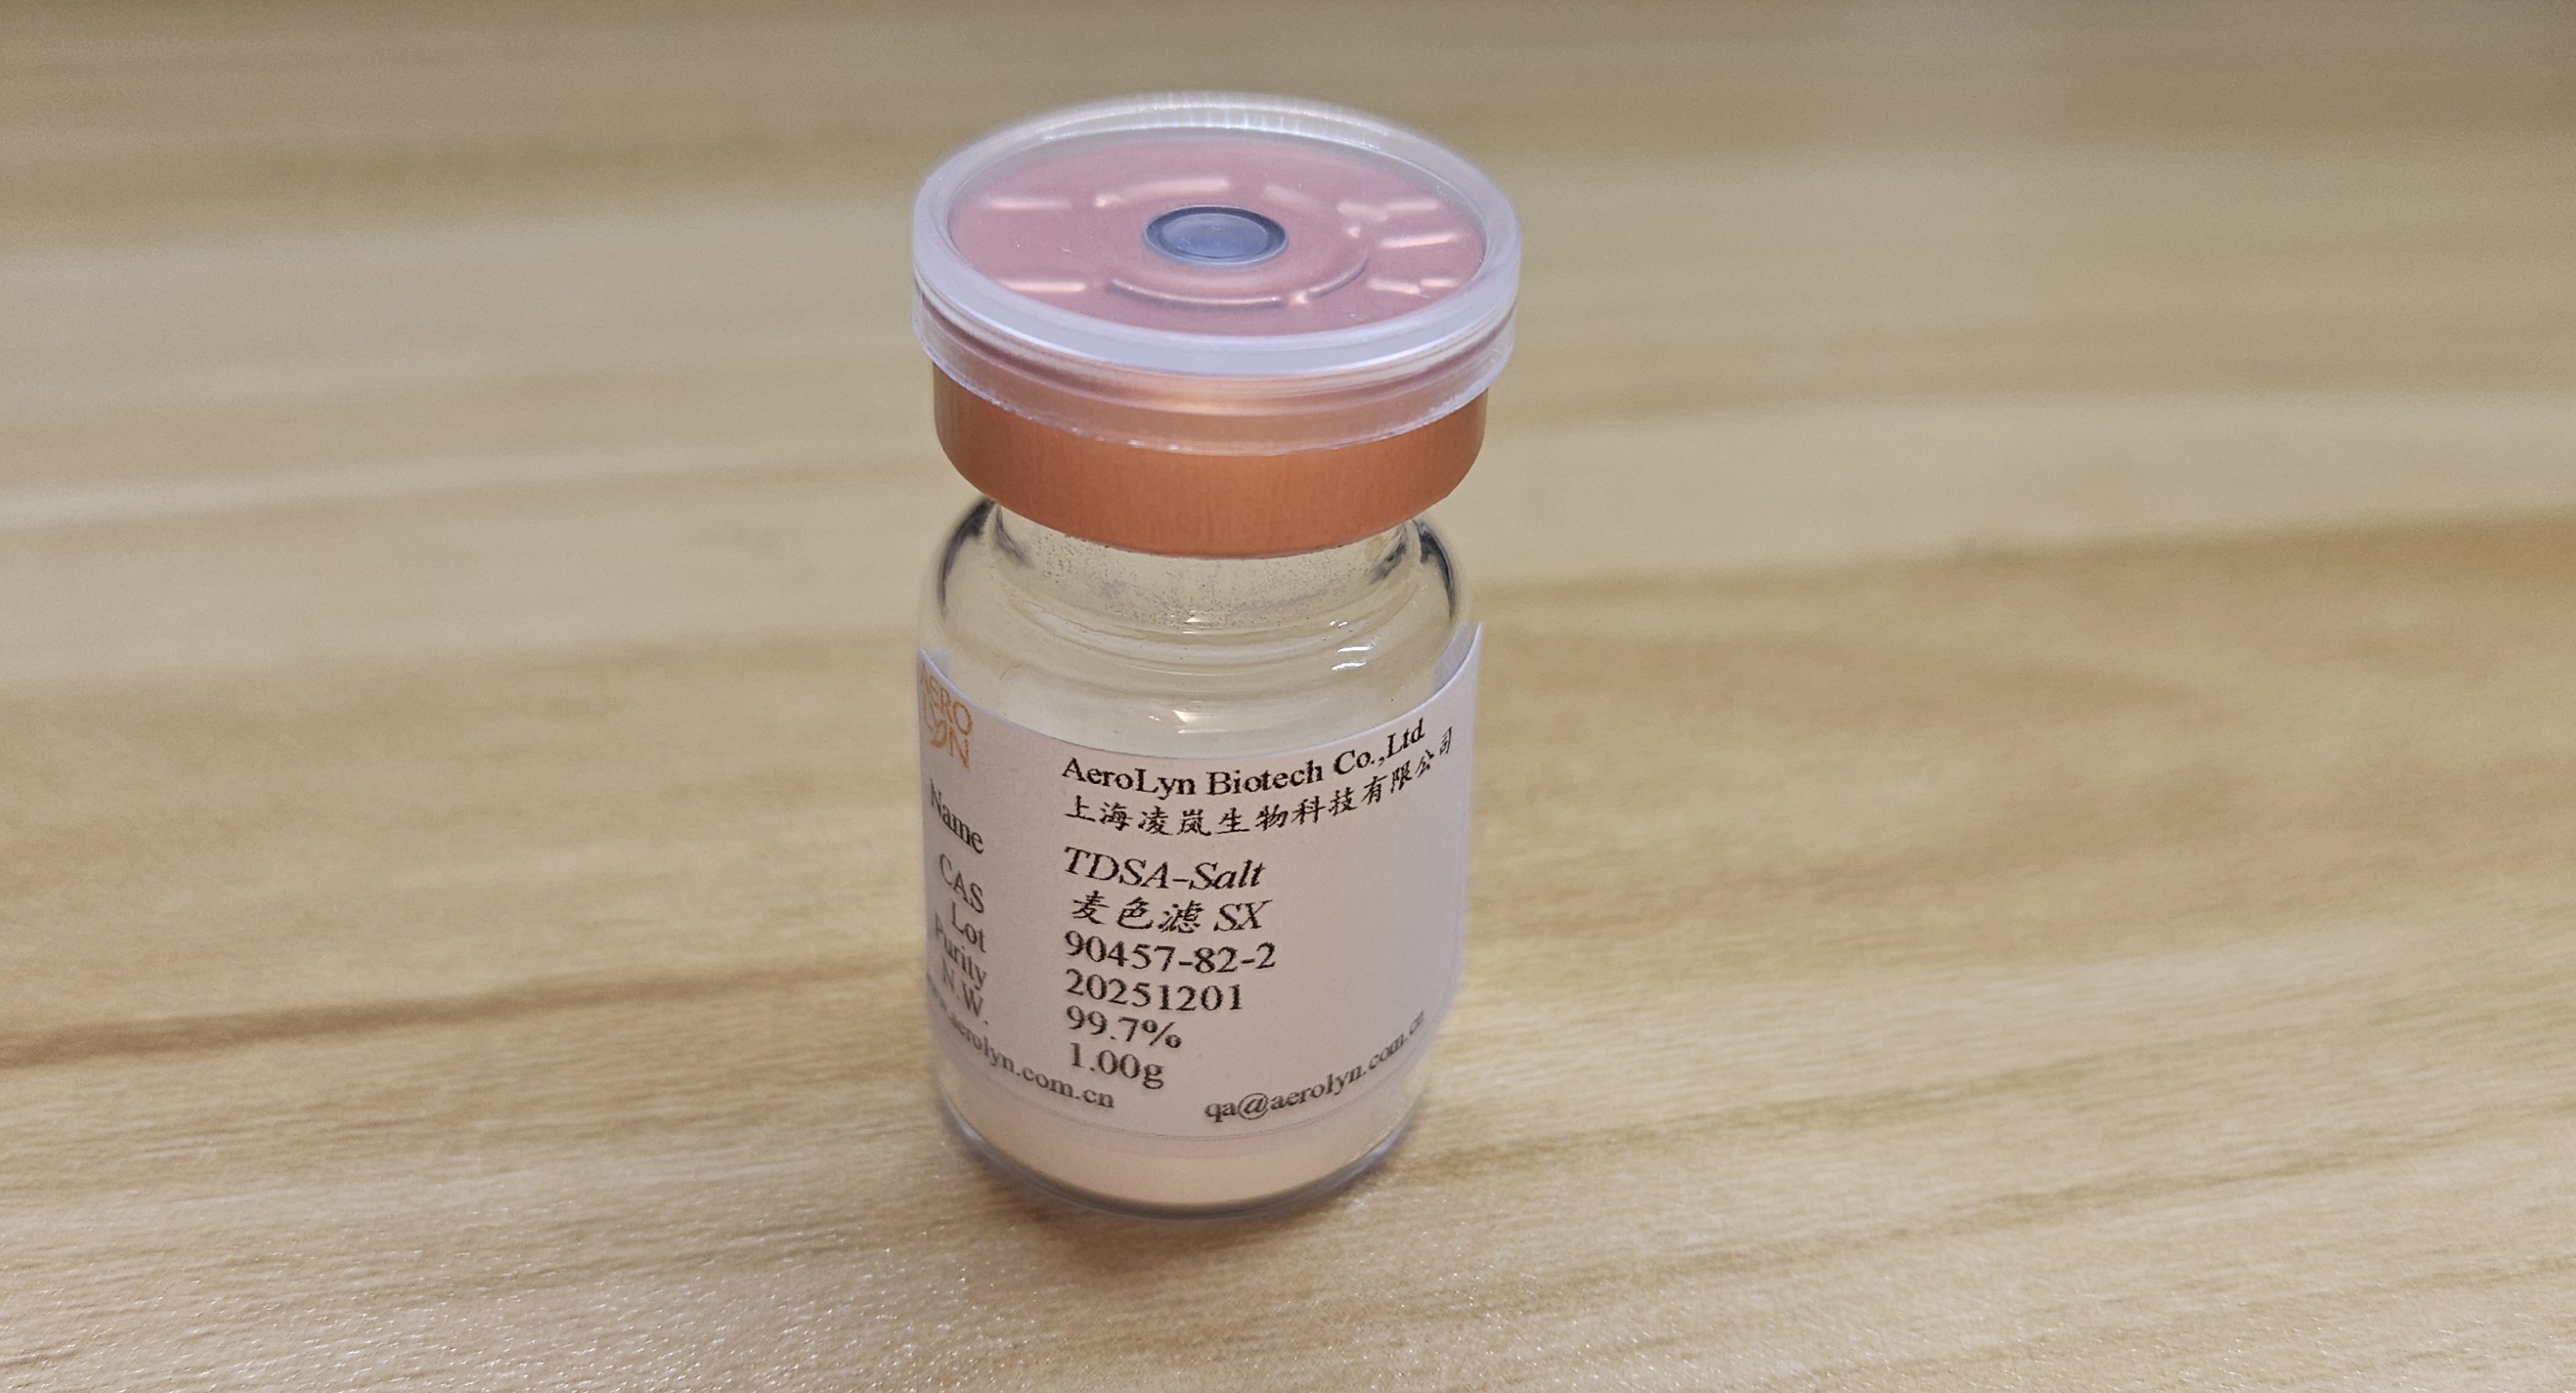 AERO
LYN
AeroLyn Biotech Co.,Ltd
上海凌岚生物科技有限公司
Name TDSA-Salt
麦色滤 SX
CAS 90457-82-2
Lot 20251201
Purity 99.7%
N.W. 1.00g
www.aerolyn.com.cn qa@aerolyn.com.cn